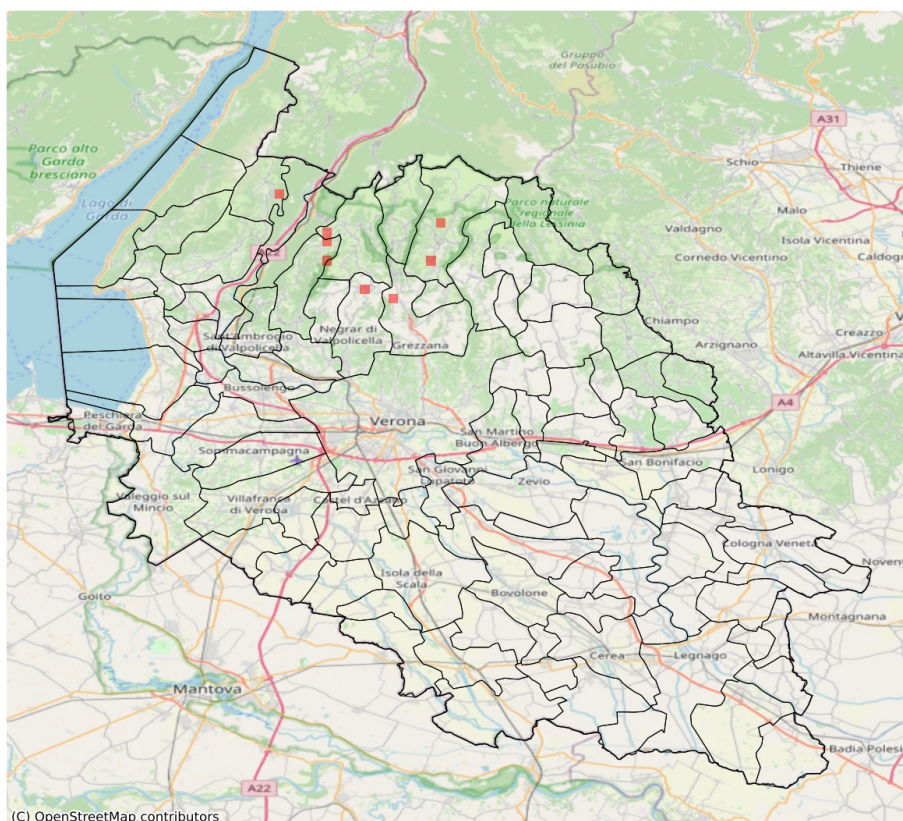 Gruppo
del Pasubio
A31
Parco alto
Garda
bresciano
Schio
Thiene
Lago di
Garda
Parco naturale
regionale
della Lessinia
Malo
Valdagno
Isola Vicentina
Caldogno
Cornedo Vicentino
Chiampo
Arzignano
Creazzo
Altavilla Vicentina
V
Sant'Ambrogio
di Valpolicella
Negrar di
Valpolicella
Grezzana
Bussolengo
A4
Peschiera
del Garda
Verona
San Martino
Buon Albergo
Sommacampagna
San Giovanni
Lupatoto
San Bonifacio
Lonigo
Zevio
Valeggio sul
Mincio
Villafranca
di Verona
Castel d'Azzano
Cologna Veneta
Noven
Isola della
Scala
Goito
Bovolone
Montagnana
Cerea
Legnago
Mantova
Badia Polesi
A22
(C) OpenStreetMap contributors